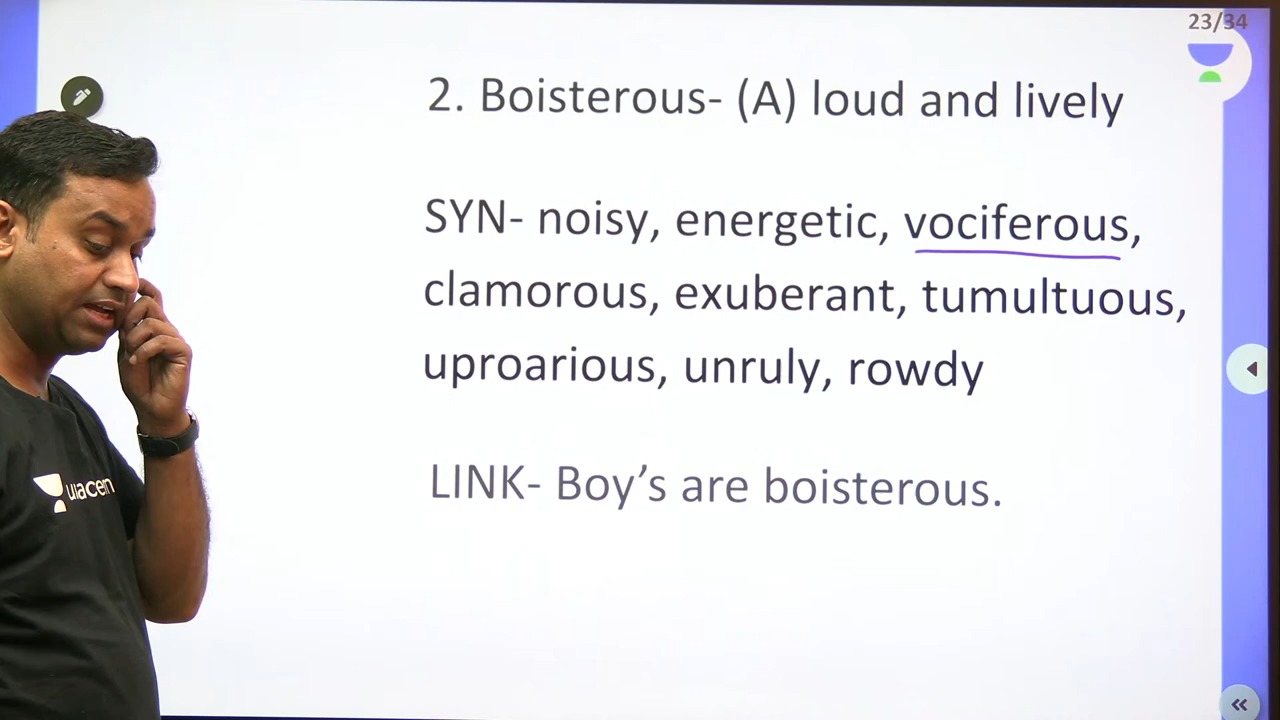 23/34
2. Boisterous- (A) loud and lively
SYN- noisy, energetic, vociferous,
clamorous, exuberant, tumultuous,
uproarious, unruly, rowdy
LINK- Boy's are boisterous.